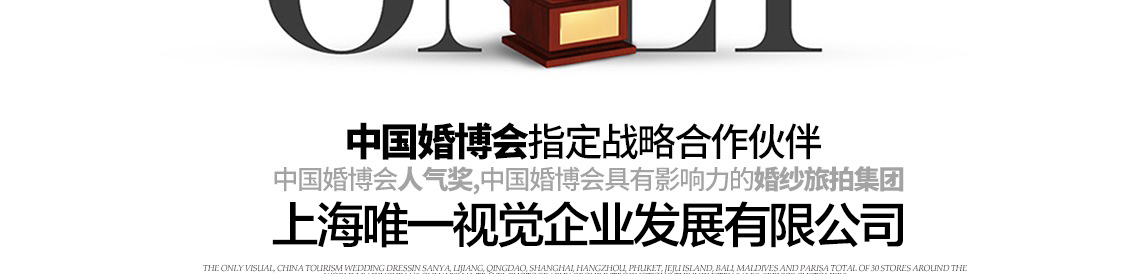 ONLY
中国婚博会指定战略合作伙伴
中国婚博会人气奖,中国婚博会具有影响力的婚纱旅拍集团
上海唯一视觉企业发展有限公司
THE ONLY VISUAL, CHINA TOURISM WEDDING DRESSIN SANYA, LIJIANG, QINGDAO, SHANGHAI, HANGZHOU, PHUKET, JEJU ISLAND, BALI, MALDIVES AND PARISA TOTAL OF 30 STORES AROUND THE